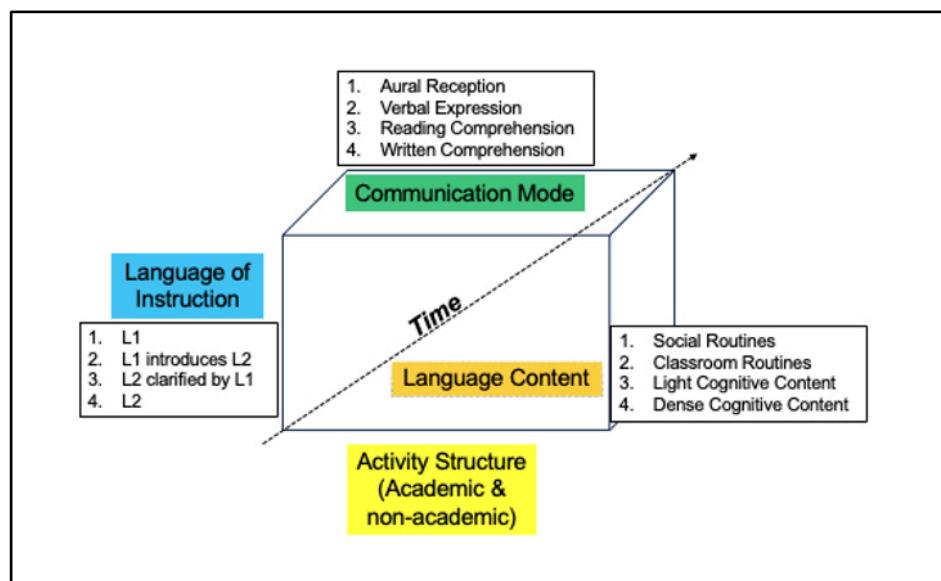 1. Aural Reception
2. Verbal Expression
3. Reading Comprehension
4. Written Comprehension
Communication Mode
Language of
Instruction
1. L1
2. L1 introduces L2
3. L2 clarified by L1
4. L2
Time
Language Content
1. Social Routines
2. Classroom Routines
3. Light Cognitive Content
4. Dense Cognitive Content
Activity Structure
(Academic &
non-academic)